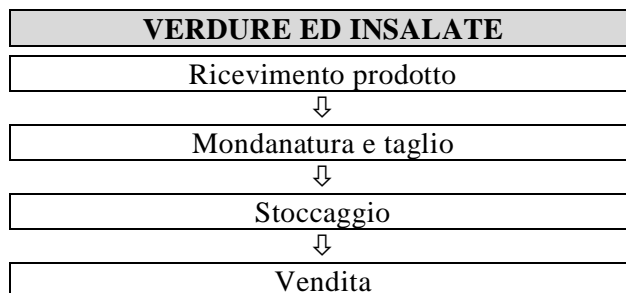 VERDURE ED INSALATE
Ricevimento prodotto
⇩
Mondanatura e taglio
⇩
Stoccaggio
⇩
Vendita